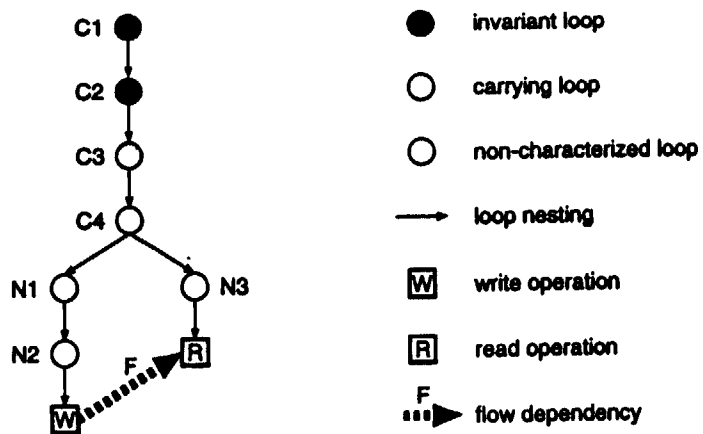 C1
C2
C3
C4
N1
N3
N2
R
F
W
invariant loop
carrying loop
non-characterized loop
loop nesting
W write operation
R read operation
F
flow dependency